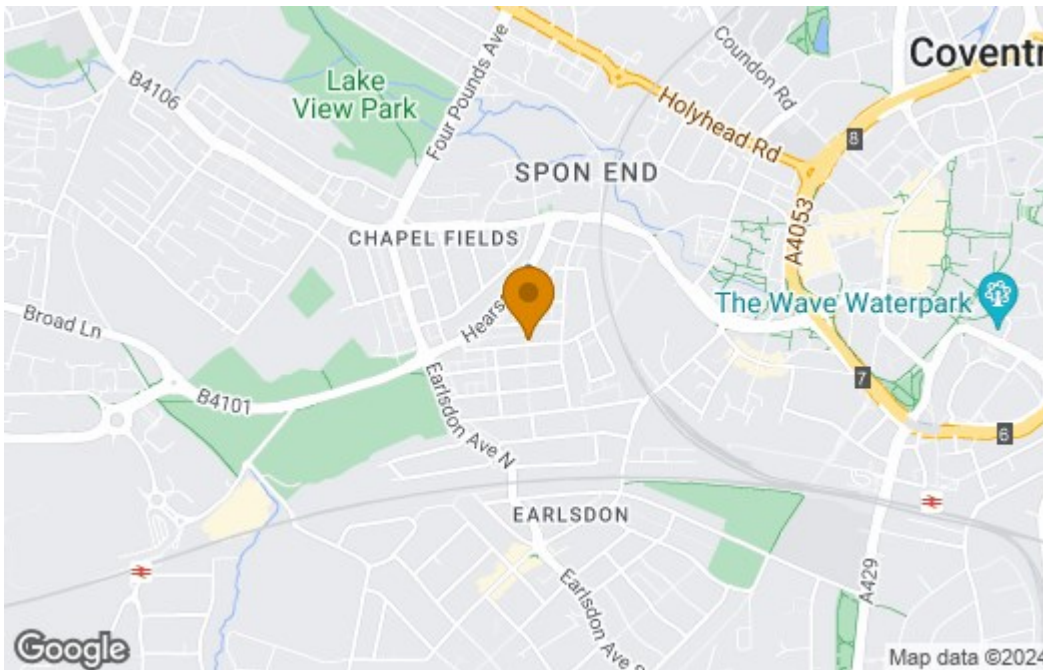 Coventr
B4106
Lake
View Park
Four Pounds Ave
Coundon Rd
Holyhead Rd
8
SPON END
CHAPEL FIELDS
A4053
The Wave Waterpark
Hears
Broad Ln
B4101
7
6
Earlsdon Ave N
EARLSDON
Earlsdon Ave S
A429
Google
Map data ©2024